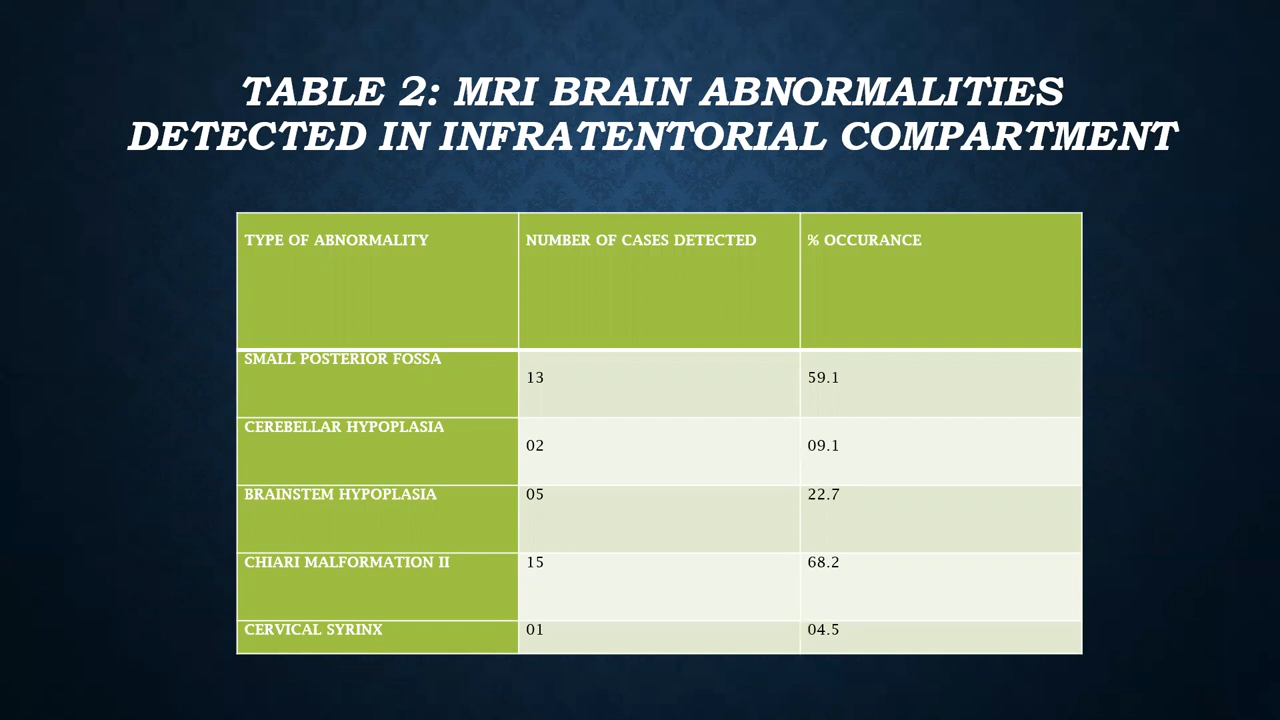 TABLE 2: MRI BRAIN ABNORMALITIES
DETECTED IN INFRATENTORIAL COMPARTMENT
TYPE OF ABNORMALITY NUMBER OF CASES DETECTED % OCCURANCE
SMALL POSTERIOR FOSSA 13 59.1
CEREBELLAR HYPOPLASIA 02 09.1
BRAINSTEM HYPOPLASIA 05 22.7
CHIARI MALFORMATION II 15 68.2
CERVICAL SYRINX 01 04.5